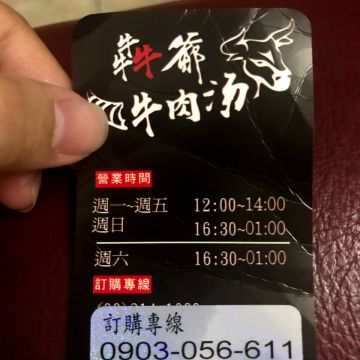 犇牛爺
牛肉汤
營業時間
週一~週五 12:00~14:00
週日 16:30~01:00
週六 16:30~01:00
訂購專線
訂購專線
0903-056-611